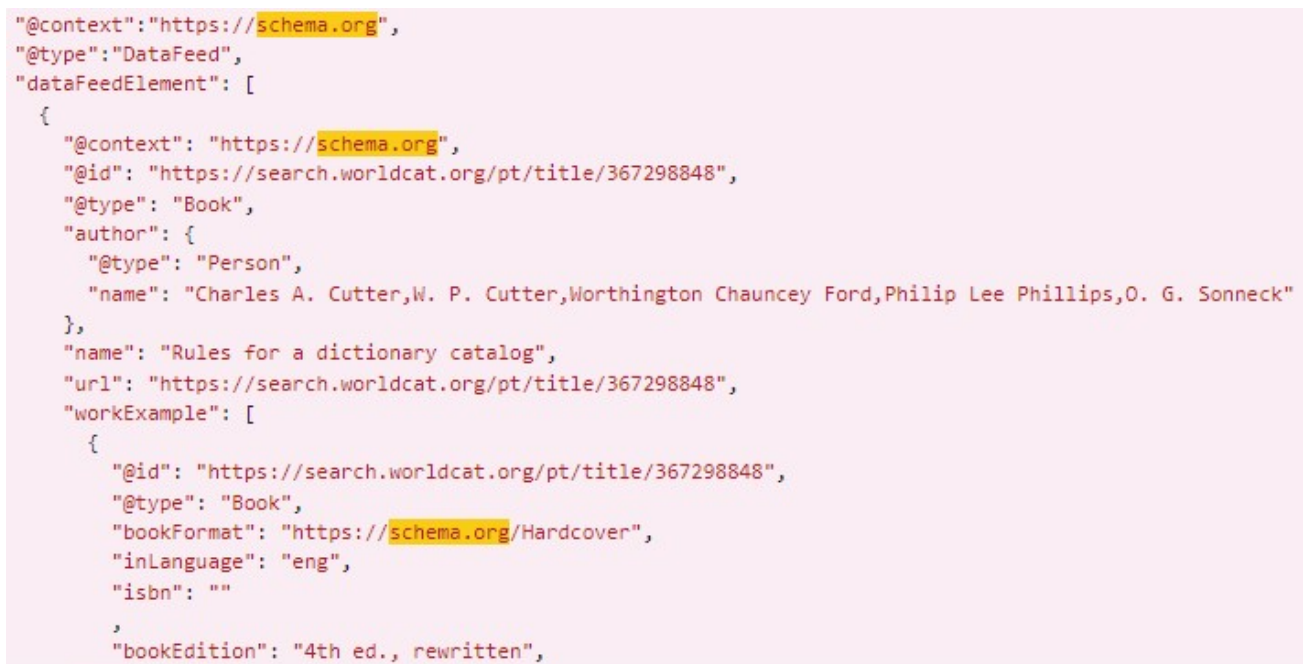 "@context":"https://schema.org",
"@type":"DataFeed",
"dataFeedElement": [
{
"@context": "https://schema.org",
"@id": "https://search.worldcat.org/pt/title/367298848",
"@type": "Book",
"author": {
"@type": "Person",
"name": "Charles A. Cutter,W. P. Cutter,Worthington Chauncey Ford,Philip Lee Phillips,O. G. Sonneck"
},
"name": "Rules for a dictionary catalog",
"url": "https://search.worldcat.org/pt/title/367298848",
"workExample": [
{
"@id": "https://search.worldcat.org/pt/title/367298848",
"@type": "Book",
"bookFormat": "https://schema.org/Hardcover",
"inLanguage": "eng",
"isbn": ""
,
"bookEdition": "4th ed., rewritten",